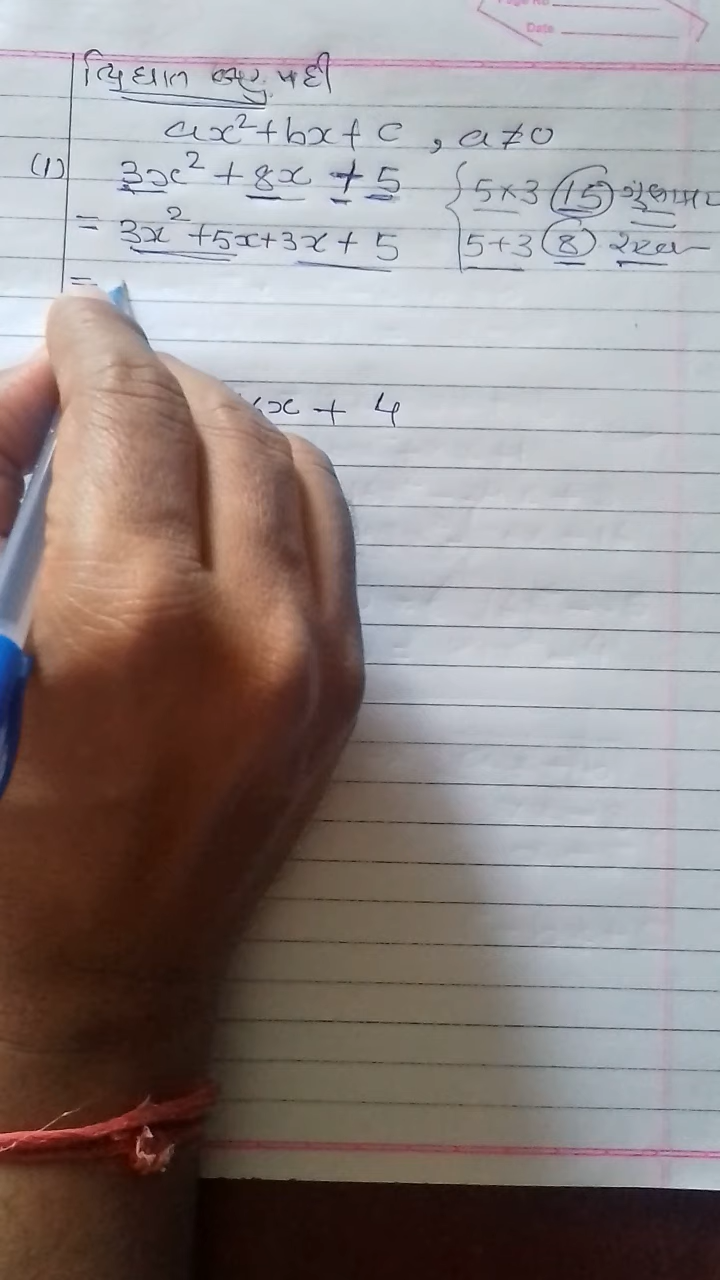 Date
દ્વિઘાત બહુપદી
ax² + bx + c , a ≠ 0
(1) 3x² + 8x + 5 { 5 × 3 15 ગુણાકાર
= 3x² + 5x + 3x + 5 5 + 3 8
=
x + 4